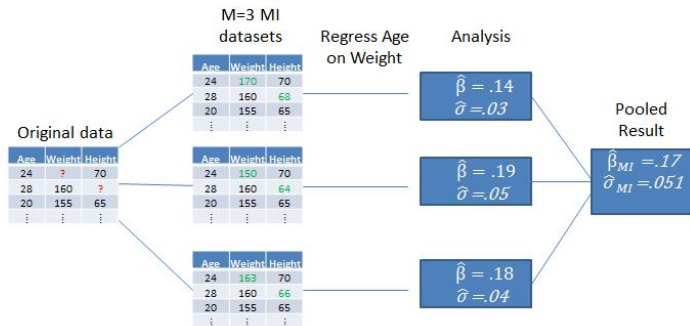 M=3 MI
datasets
Regress Age
on Weight
Analysis
Pooled
Result
Original data
Age Weight Height
24 ? 70
28 160 ?
20 155 65
⋮ ⋮ ⋮
Age Weight Height
24 170 70
28 160 68
20 155 65
⋮ ⋮ ⋮
Age Weight Height
24 150 70
28 160 64
20 155 65
⋮ ⋮ ⋮
Age Weight Height
24 163 70
28 160 66
20 155 65
⋮ ⋮ ⋮
β̂ = .14
σ̂ =.03
β̂ = .19
σ̂ =.05
β̂ = .18
σ̂ =.04
β̂MI =.17
σ̂MI =.051